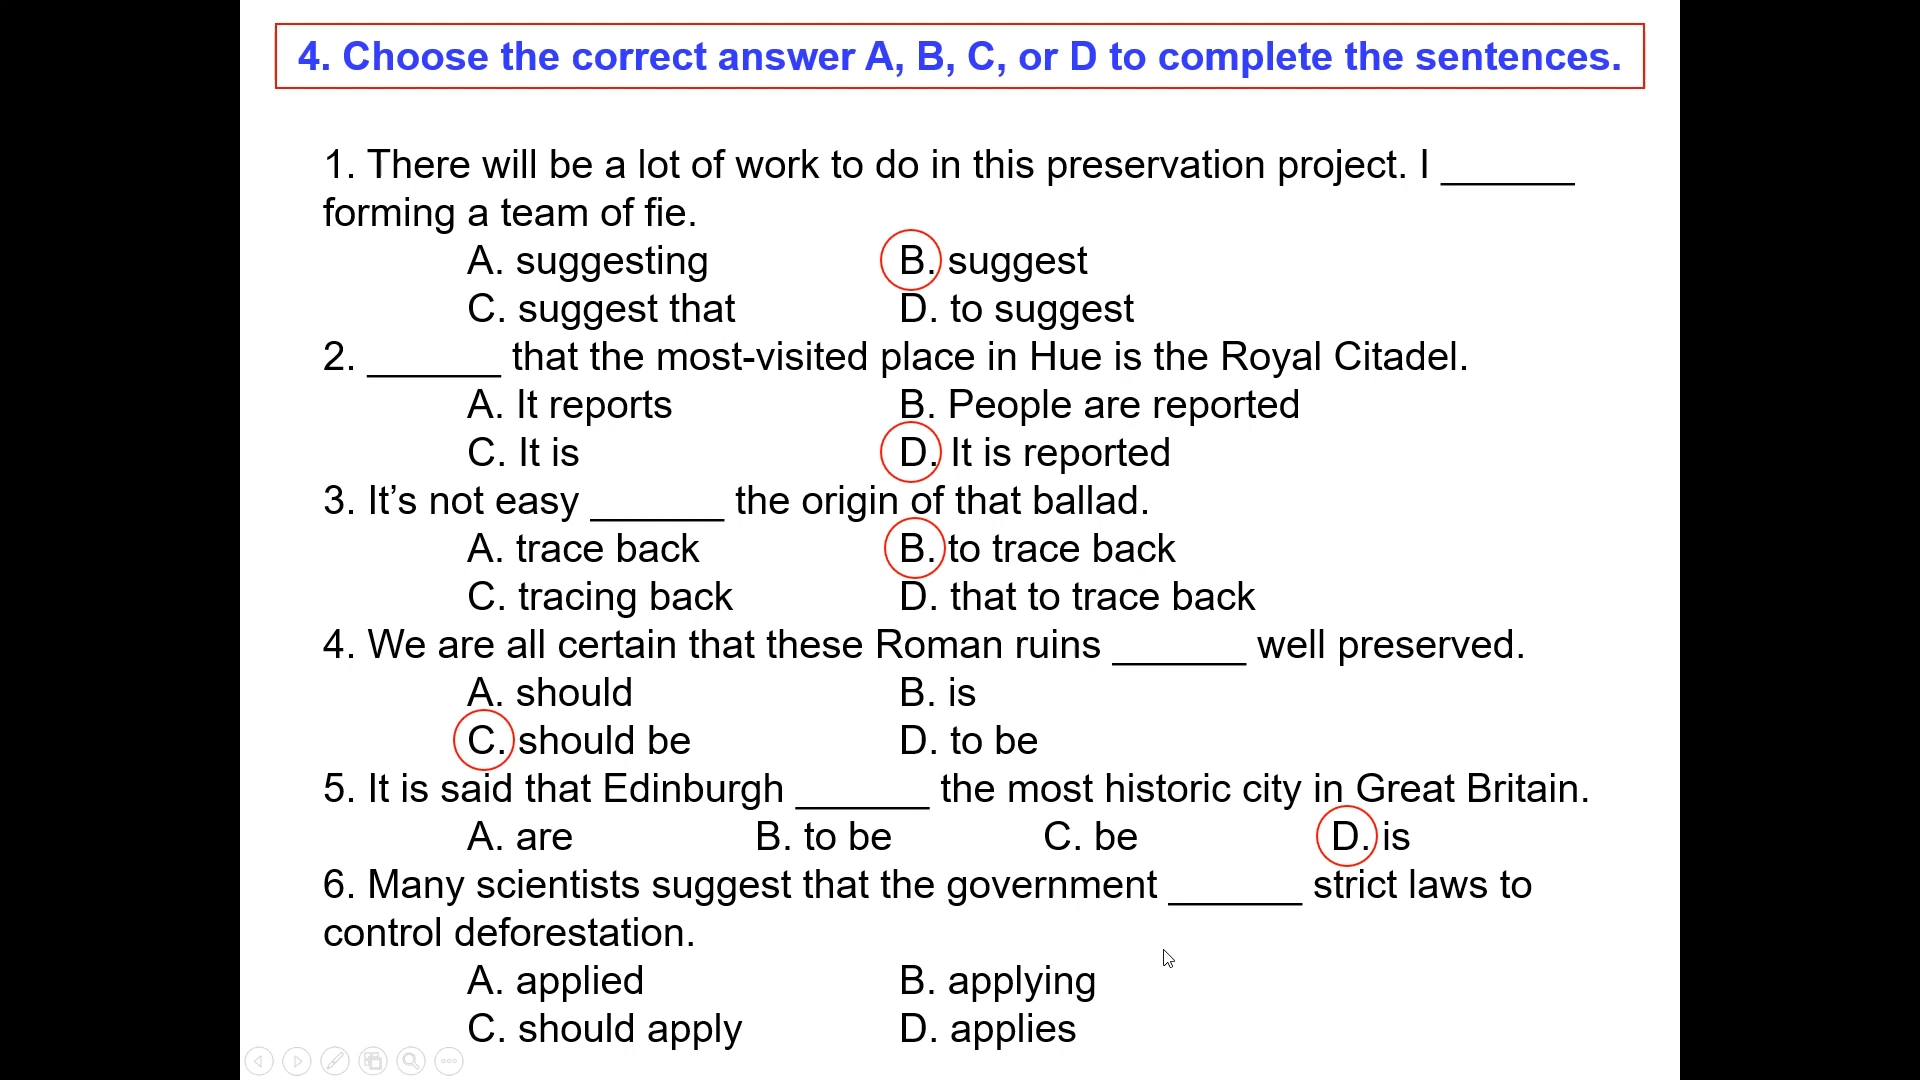 4. Choose the correct answer A, B, C, or D to complete the sentences.
1. There will be a lot of work to do in this preservation project. I ______
forming a team of fie.
A. suggesting B. suggest
C. suggest that D. to suggest
2. ______ that the most-visited place in Hue is the Royal Citadel.
A. It reports B. People are reported
C. It is D. It is reported
3. It’s not easy ______ the origin of that ballad.
A. trace back B. to trace back
C. tracing back D. that to trace back
4. We are all certain that these Roman ruins ______ well preserved.
A. should B. is
C. should be D. to be
5. It is said that Edinburgh ______ the most historic city in Great Britain.
A. are B. to be C. be D. is
6. Many scientists suggest that the government ______ strict laws to
control deforestation.
A. applied B. applying
C. should apply D. applies